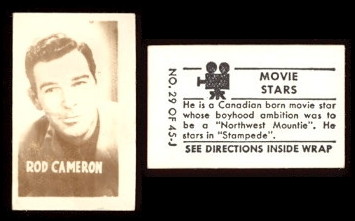 ROD CAMERON
NO. 29 OF 45-J
MOVIE
STARS
He is a Canadian born movie star
whose boyhood ambition was to
be a "Northwest Mountie". He
stars in "Stampede".
SEE DIRECTIONS INSIDE WRAP